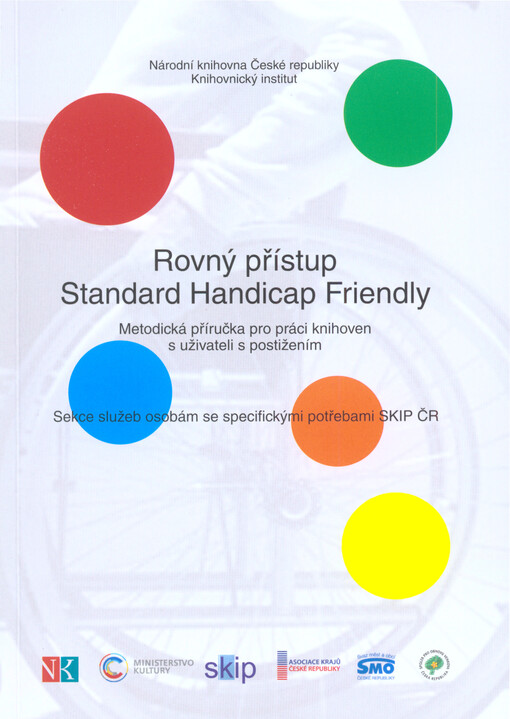 Národní knihovna České republiky
Knihovnický institut
Rovný přístup
Standard Handicap Friendly
Metodická příručka pro práci knihoven
s uživateli s postižením
Sekce služeb osobám se specifickými potřebami SKIP ČR
NK
MINISTERSTVO
KULTURY
skip
ASOCIACE KRAJŮ
ČESKÉ REPUBLIKY
Svaz měst a obcí
SMO
ČESKÉ REPUBLIKY